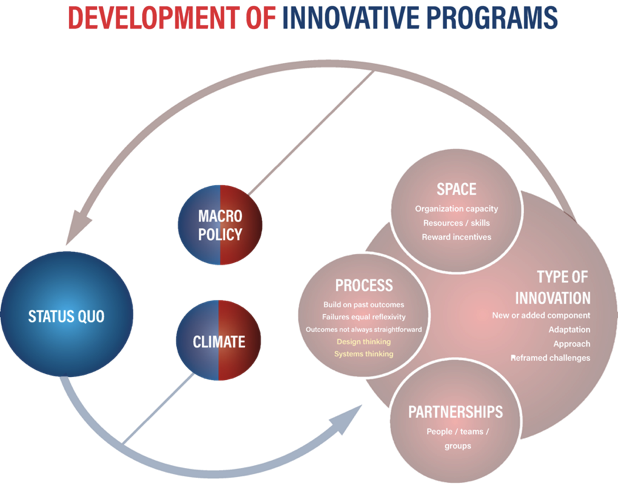 DEVELOPMENT OF INNOVATIVE PROGRAMS
MACRO
POLICY
STATUS QUO
CLIMATE
SPACE
Organization capacity
Resources / skills
Reward incentives
PROCESS
Build on past outcomes
Failures equal reflexivity
Outcomes not always straightforward
Design thinking
Systems thinking
TYPE OF
INNOVATION
New or added component
Adaptation
Approach
Reframed challenges
PARTNERSHIPS
People / teams /
groups